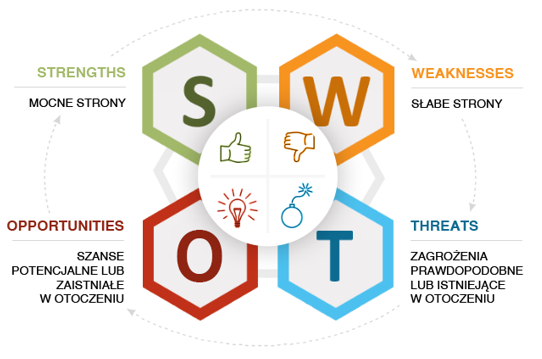 STRENGTHS
MOCNE STRONY
S
W
WEAKNESSES
SŁABE STRONY
OPPORTUNITIES
SZANSE
POTENCJALNE LUB
ZAISTNIAŁE
W OTOCZENIU
O
T
THREATS
ZAGROŻENIA
PRAWDOPODOBNE
LUB ISTNIEJĄCE
W OTOCZENIU